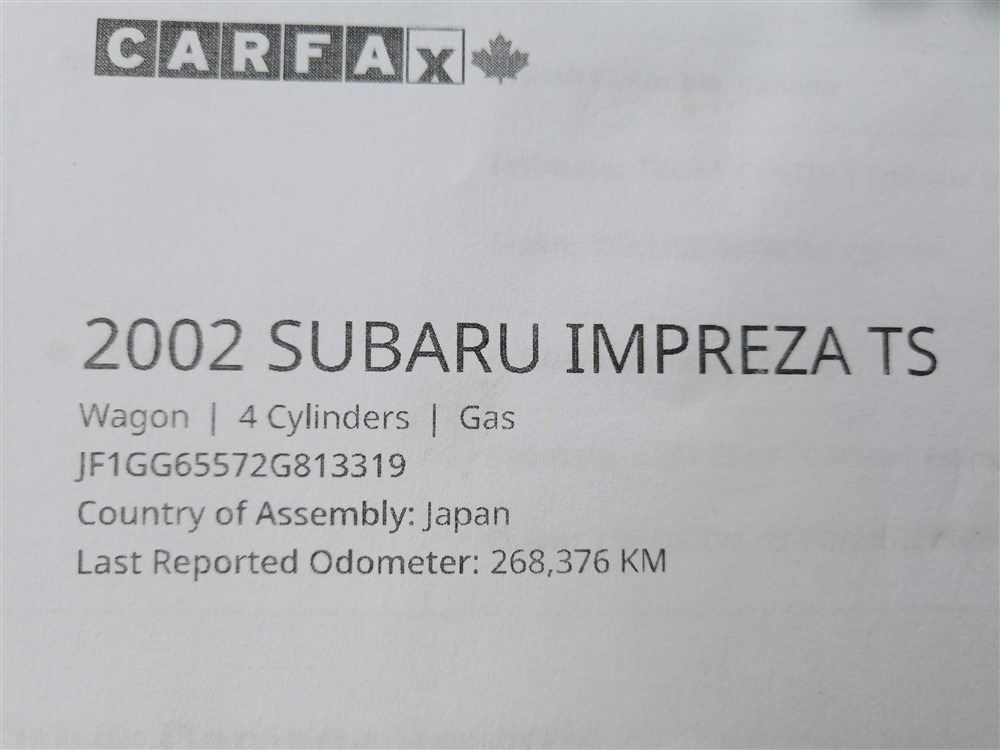 CARFAX
2002 SUBARU IMPREZA TS
Wagon | 4 Cylinders | Gas
JF1GG65572G813319
Country of Assembly: Japan
Last Reported Odometer: 268,376 KM